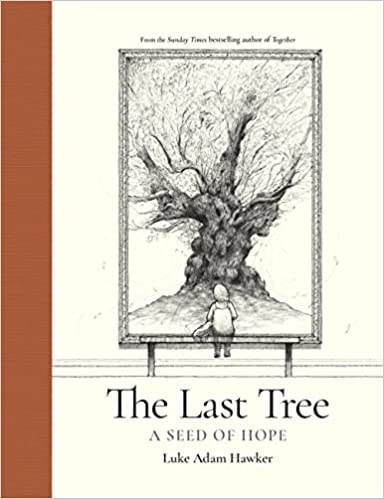 From the Sunday Times bestselling author of Together
The Last Tree
A SEED OF HOPE
Luke Adam Hawker